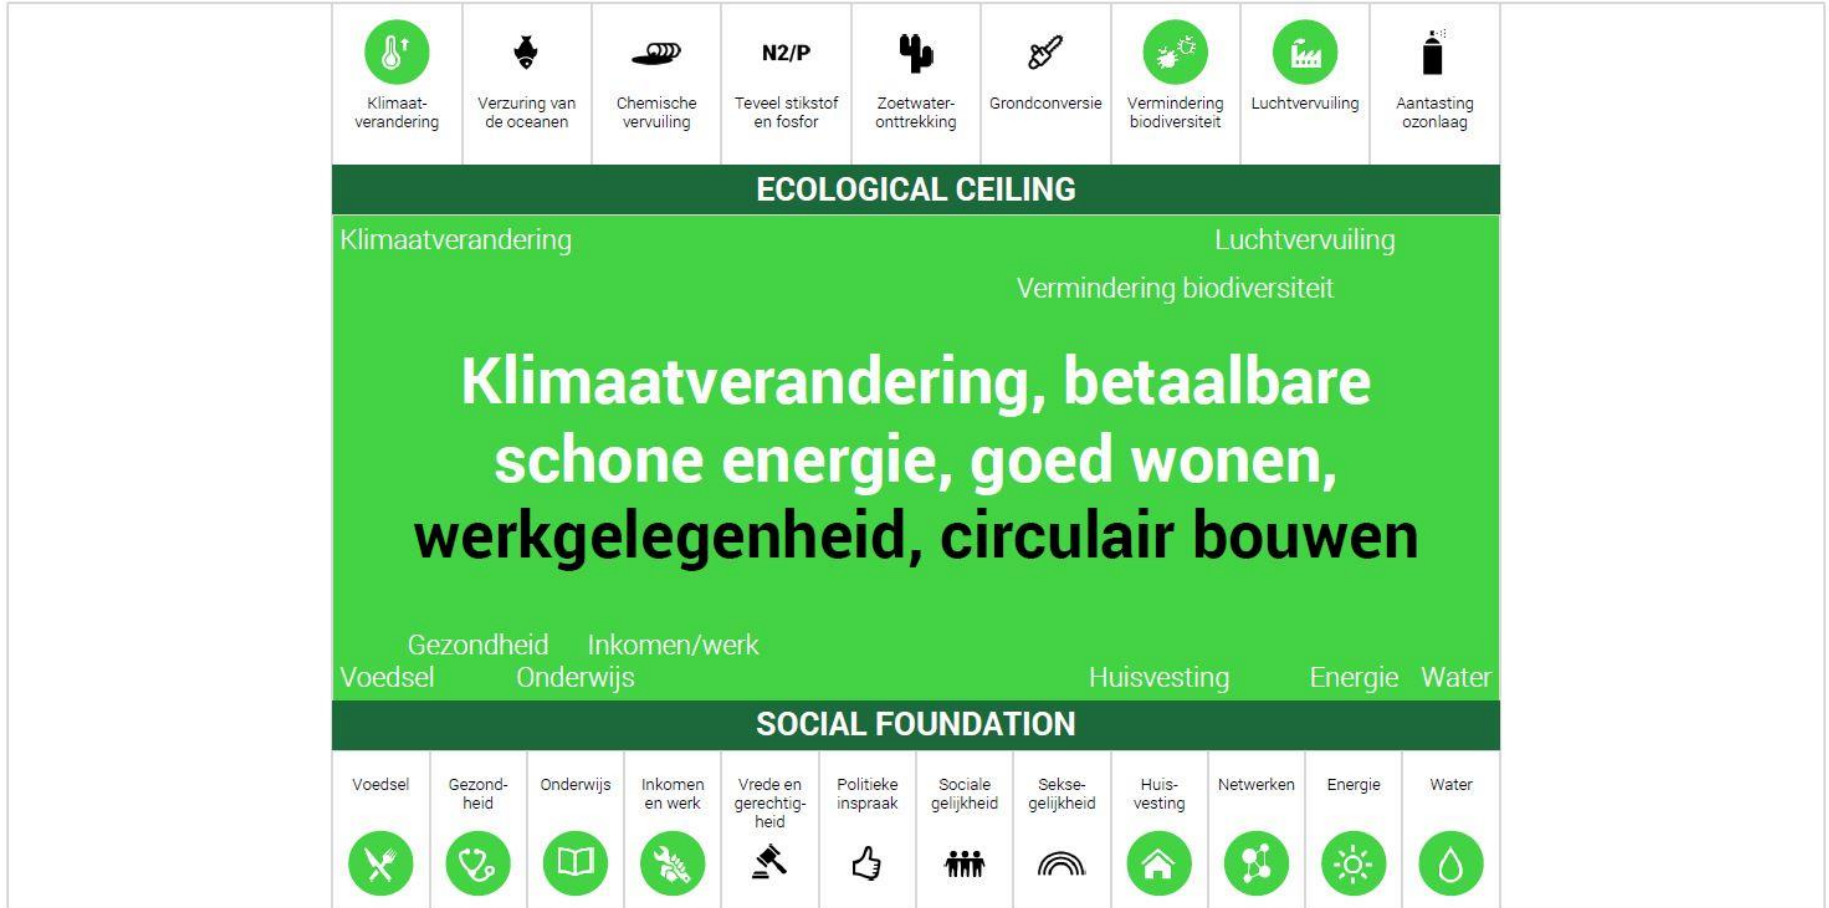 N2/P
Klimaat-
verandering
Verzuring van
de oceanen
Chemische
vervuiling
Teveel stikstof
en fosfor
Zoetwater-
onttrekking
Grondconversie
Vermindering
biodiversiteit
Luchtvervuiling
Aantasting
ozonlaag
ECOLOGICAL CEILING
Klimaatverandering
Luchtvervuiling
Vermindering biodiversiteit
Klimaatverandering, betaalbare
schone energie, goed wonen,
werkgelegenheid, circulair bouwen
Gezondheid
Inkomen/werk
Voedsel
Onderwijs
Huisvesting
Energie
Water
SOCIAL FOUNDATION
Voedsel
Gezond-
heid
Onderwijs
Inkomen
en werk
Vrede en
gerechtig-
heid
Politieke
inspraak
Sociale
gelijkheid
Sekse-
gelijkheid
Huis-
vesting
Netwerken
Energie
Water